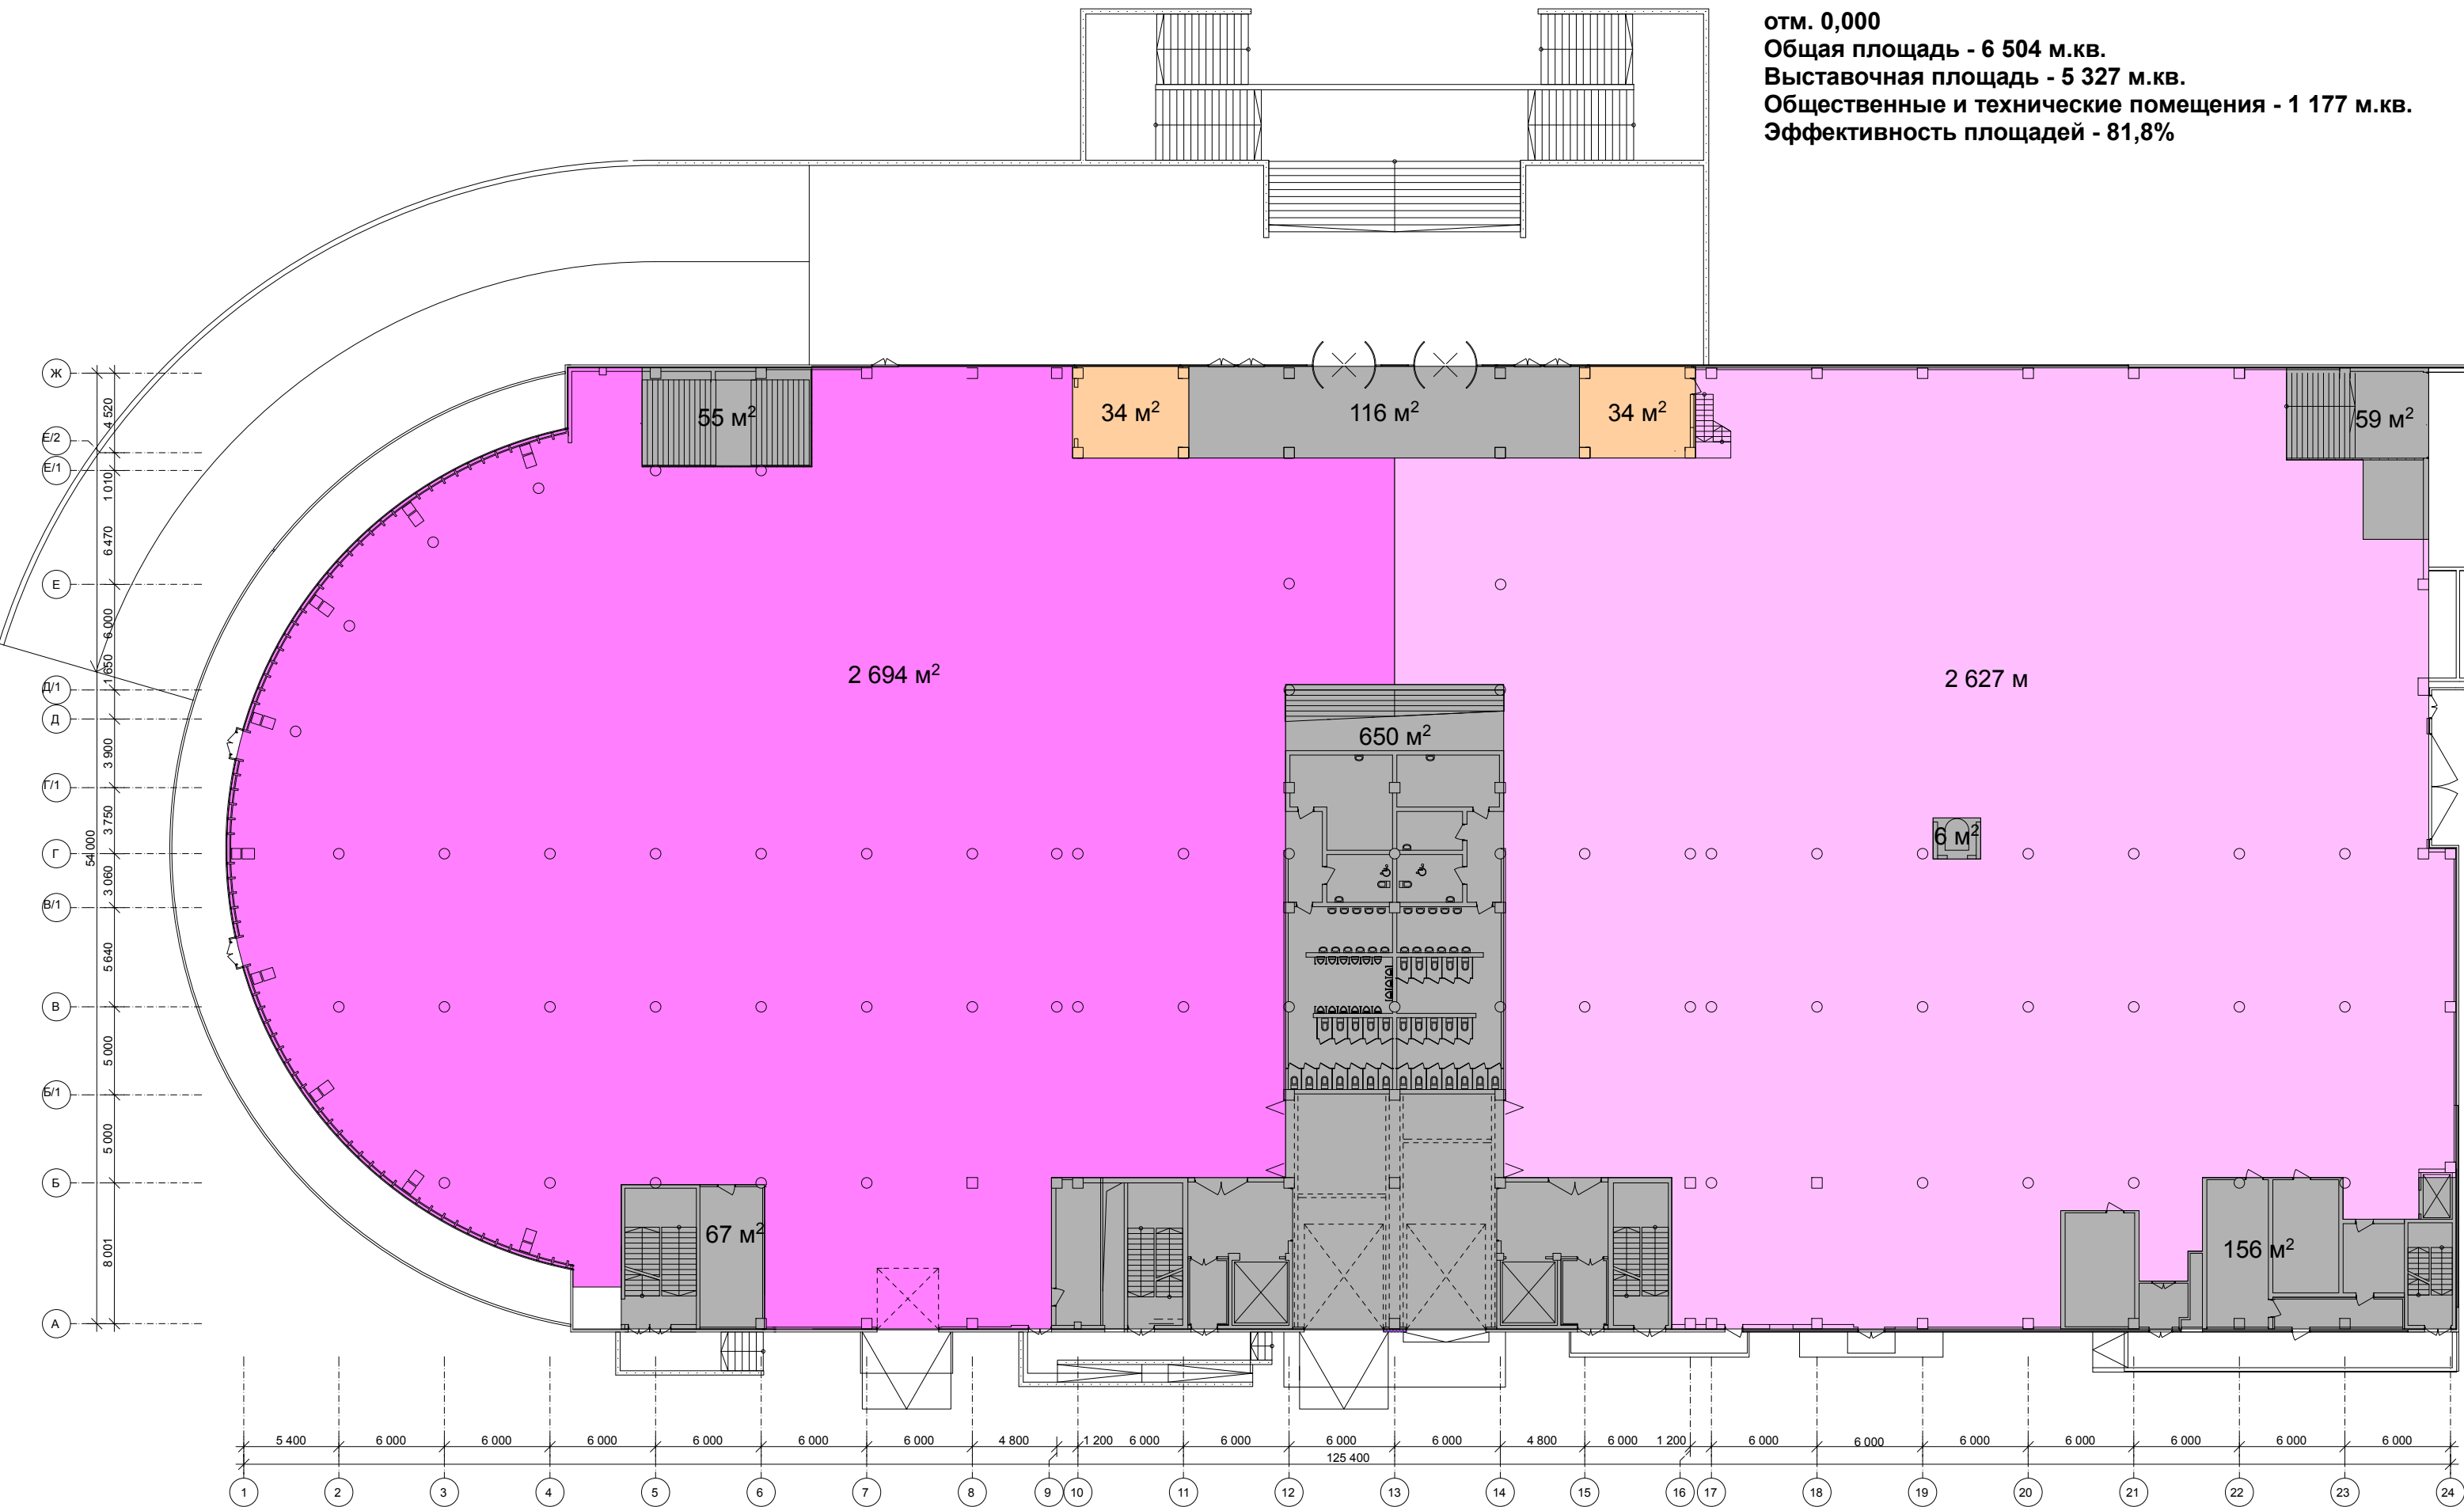 отм. 0,000
Общая площадь - 6 504 м.кв.
Выставочная площадь - 5 327 м.кв.
Общественные и технические помещения - 1 177 м.кв.
Эффективность площадей - 81,8%
Ж
Е/2
Е/1
Е
Д/1
Д
Г/1
Г
В/1
В
Б/1
Б
А
4 520
1 010
6 470
6 000
1 650
3 900
3 750
3 060
5 640
5 000
5 000
8 001
54 000
55 м²
34 м²
116 м²
34 м²
59 м²
2 694 м²
2 627 м
650 м²
6 м²
67 м²
156 м²
5 400 6 000 6 000 6 000 6 000 6 000 6 000 4 800 1 200 6 000 6 000 6 000 6 000 4 800 6 000 1 200 6 000 6 000 6 000 6 000 6 000 6 000 6 000
125 400
1 2 3 4 5 6 7 8 9 10 11 12 13 14 15 16 17 18 19 20 21 22 23 24